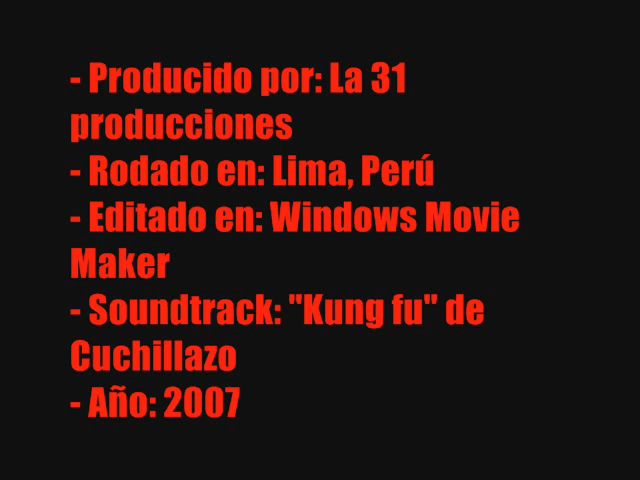 - Producido por: La 31
producciones
- Rodado en: Lima, Perú
- Editado en: Windows Movie
Maker
- Soundtrack: "Kung fu" de
Cuchillazo
- Año: 2007